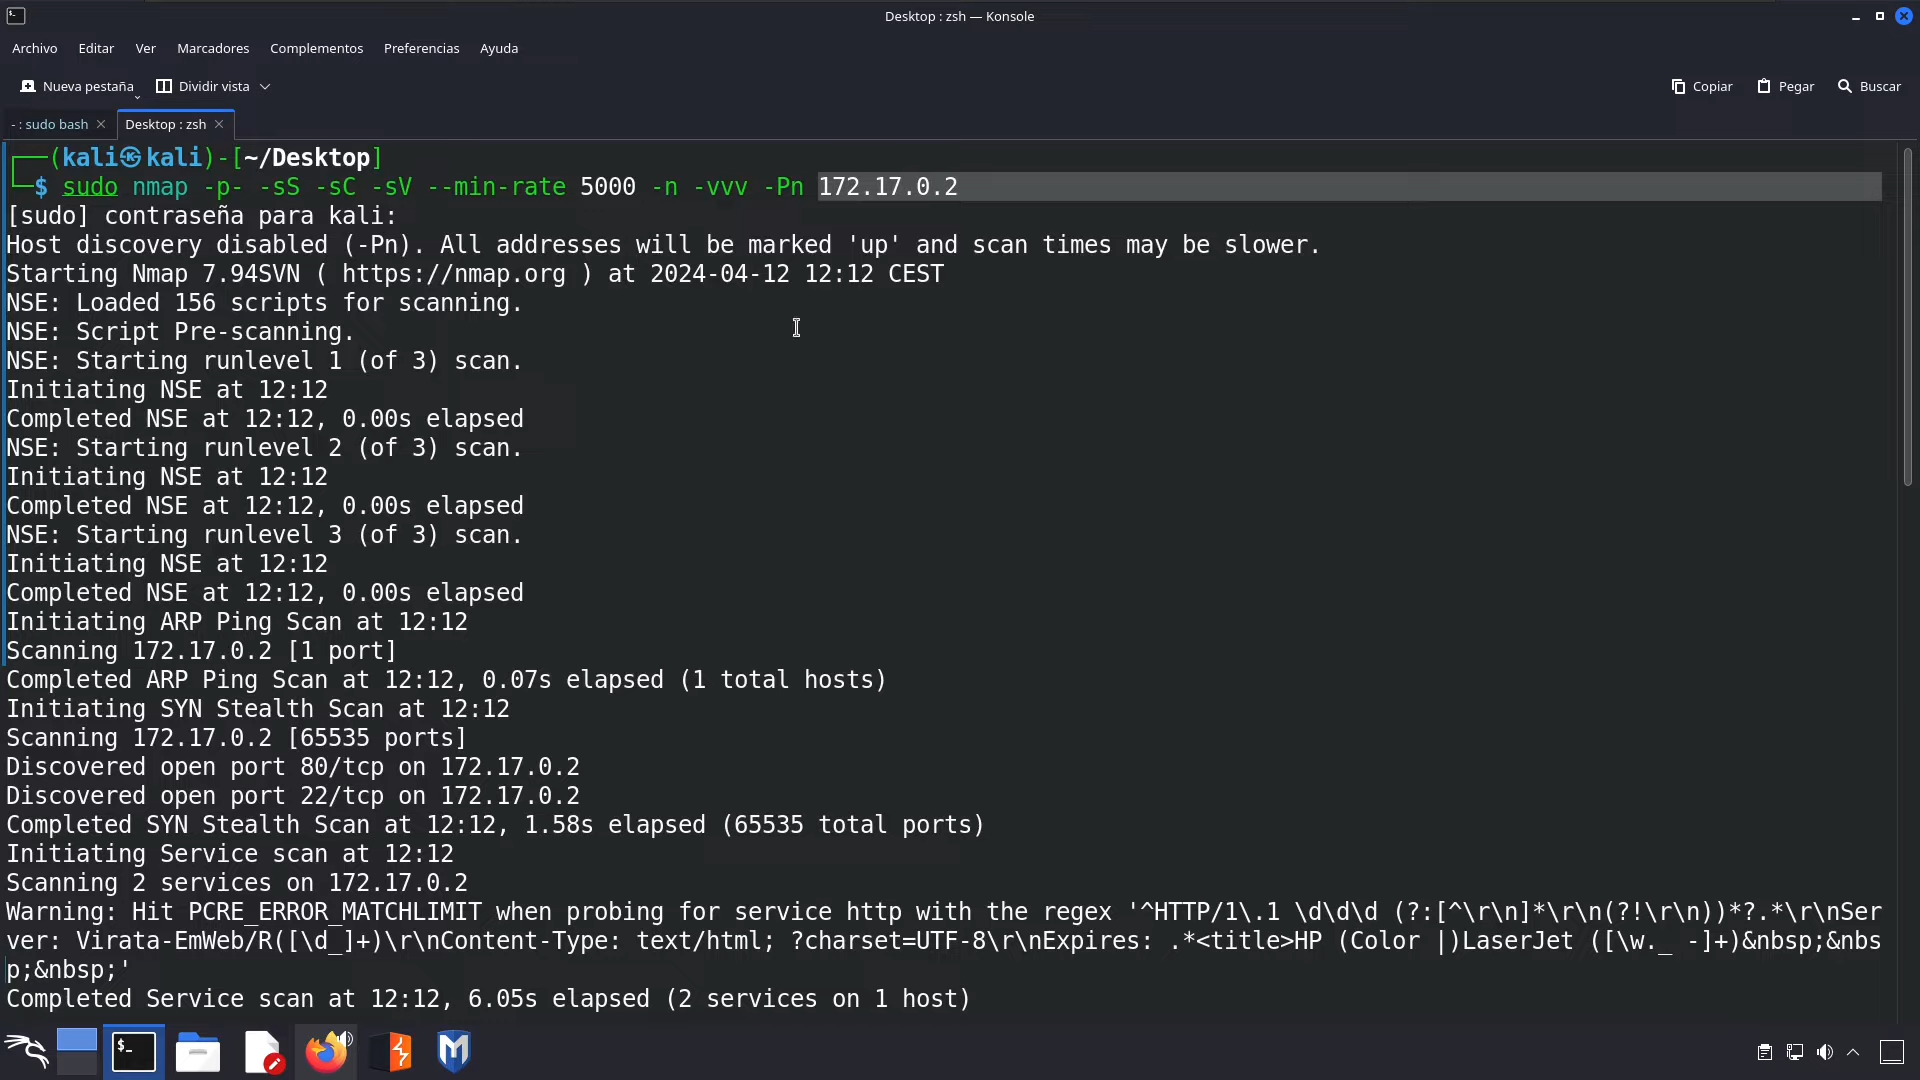 Desktop : zsh — Konsole
Archivo Editar Ver Marcadores Complementos Preferencias Ayuda
Nueva pestaña Dividir vista Copiar Pegar Buscar
- : sudo bash Desktop : zsh
(kali㉿kali)-[~/Desktop]
$ sudo nmap -p- -sS -sC -sV --min-rate 5000 -n -vvv -Pn 172.17.0.2
[sudo] contraseña para kali:
Host discovery disabled (-Pn). All addresses will be marked 'up' and scan times may be slower.
Starting Nmap 7.94SVN ( https://nmap.org ) at 2024-04-12 12:12 CEST
NSE: Loaded 156 scripts for scanning.
NSE: Script Pre-scanning.
NSE: Starting runlevel 1 (of 3) scan.
Initiating NSE at 12:12
Completed NSE at 12:12, 0.00s elapsed
NSE: Starting runlevel 2 (of 3) scan.
Initiating NSE at 12:12
Completed NSE at 12:12, 0.00s elapsed
NSE: Starting runlevel 3 (of 3) scan.
Initiating NSE at 12:12
Completed NSE at 12:12, 0.00s elapsed
Initiating ARP Ping Scan at 12:12
Scanning 172.17.0.2 [1 port]
Completed ARP Ping Scan at 12:12, 0.07s elapsed (1 total hosts)
Initiating SYN Stealth Scan at 12:12
Scanning 172.17.0.2 [65535 ports]
Discovered open port 80/tcp on 172.17.0.2
Discovered open port 22/tcp on 172.17.0.2
Completed SYN Stealth Scan at 12:12, 1.58s elapsed (65535 total ports)
Initiating Service scan at 12:12
Scanning 2 services on 172.17.0.2
Warning: Hit PCRE_ERROR_MATCHLIMIT when probing for service http with the regex '^HTTP/1\.1 \d\d\d (?:[^\r\n]*\r\n(?!\r\n))*?.*\r\nSer
ver: Virata-EmWeb/R([\d_]+)\r\nContent-Type: text/html; ?charset=UTF-8\r\nExpires: .*<title>HP (Color |)LaserJet ([\w._ -]+)&nbsp;&nbs
p;&nbsp;'
Completed Service scan at 12:12, 6.05s elapsed (2 services on 1 host)